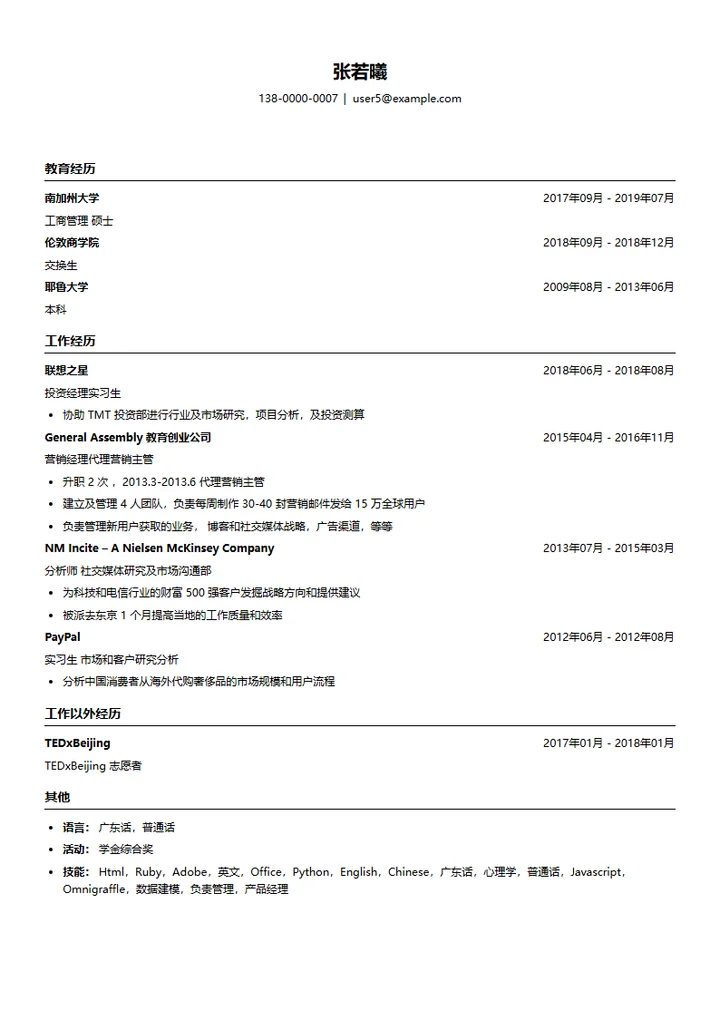 张若曦
138-0000-0007 | user5@example.com
教育经历
南加州大学 2017年09月 - 2019年07月
工商管理 硕士
伦敦商学院 2018年09月 - 2018年12月
交换生
耶鲁大学 2009年08月 - 2013年06月
本科
工作经历
联想之星 2018年06月 - 2018年08月
投资经理实习生
• 协助 TMT 投资部进行行业及市场研究，项目分析，及投资测算
General Assembly 教育创业公司 2015年04月 - 2016年11月
营销经理代理营销主管
• 升职 2 次 ，2013.3-2013.6 代理营销主管
• 建立及管理 4 人团队，负责每周制作 30-40 封营销邮件发给 15 万全球用户
• 负责管理新用户获取的业务， 博客和社交媒体战略，广告渠道，等等
NM Incite – A Nielsen McKinsey Company 2013年07月 - 2015年03月
分析师 社交媒体研究及市场沟通部
• 为科技和电信行业的财富 500 强客户发掘战略方向和提供建议
• 被派去东京 1 个月提高当地的工作质量和效率
PayPal 2012年06月 - 2012年08月
实习生 市场和客户研究分析
• 分析中国消费者从海外代购奢侈品的市场规模和用户流程
工作以外经历
TEDxBeijing 2017年01月 - 2018年01月
TEDxBeijing 志愿者
其他
• 语言： 广东话，普通话
• 活动： 学金综合奖
• 技能： Html，Ruby，Adobe，英文，Office，Python，English，Chinese，广东话，心理学，普通话，Javascript，
Omnigraffle，数据建模，负责管理，产品经理